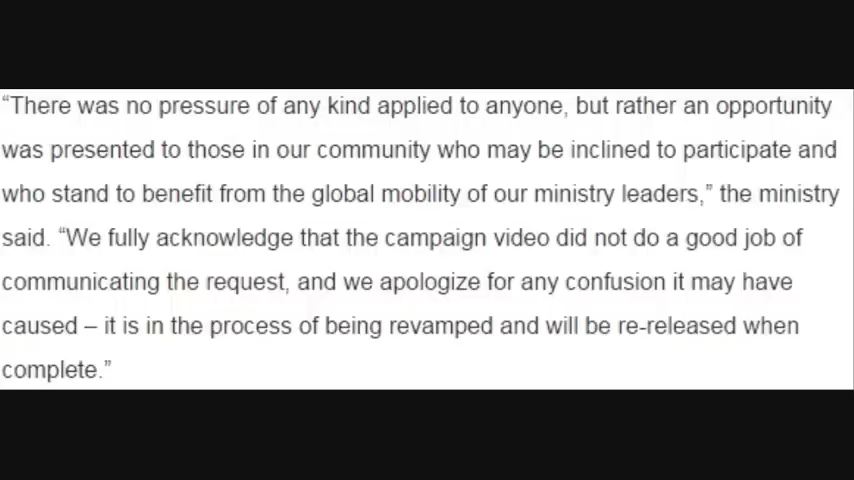 “There was no pressure of any kind applied to anyone, but rather an opportunity
was presented to those in our community who may be inclined to participate and
who stand to benefit from the global mobility of our ministry leaders,” the ministry
said. “We fully acknowledge that the campaign video did not do a good job of
communicating the request, and we apologize for any confusion it may have
caused – it is in the process of being revamped and will be re-released when
complete.”